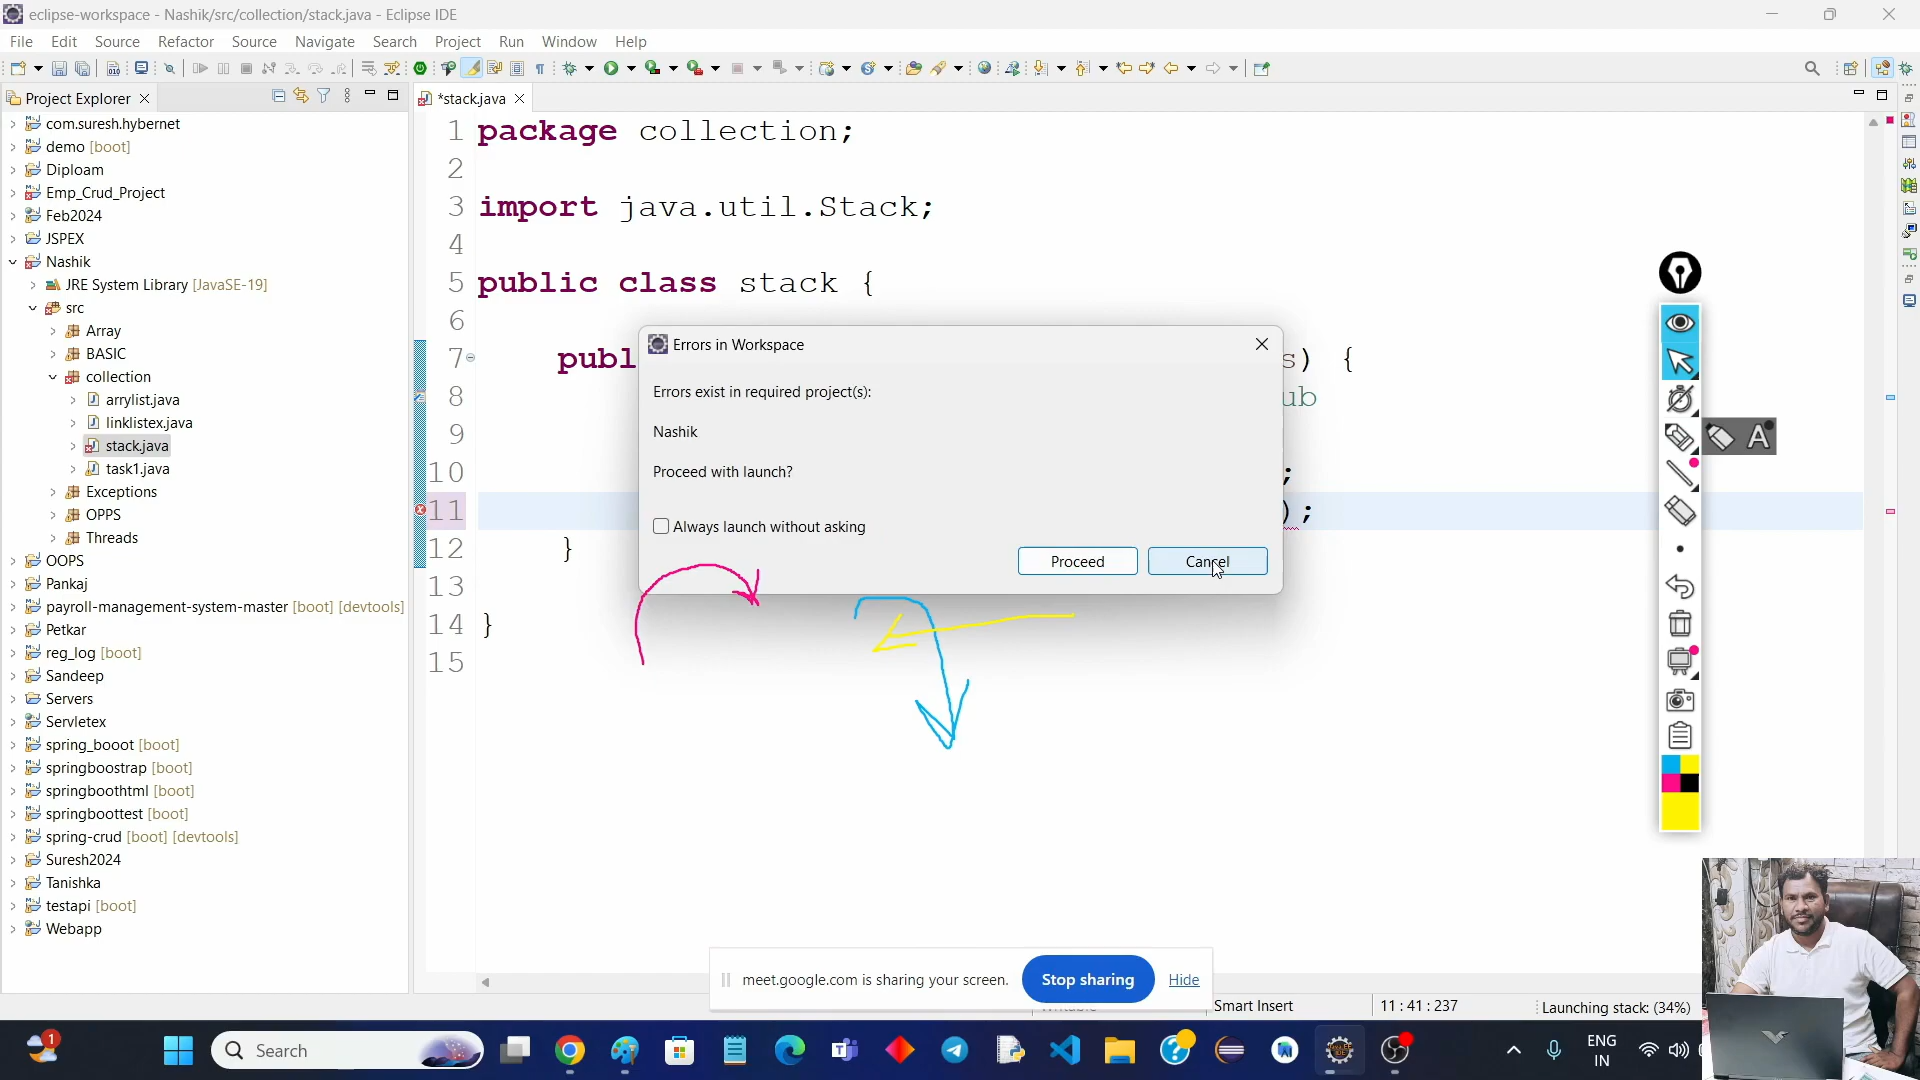 eclipse-workspace - Nashik/src/collection/stack.java - Eclipse IDE
File Edit Source Refactor Source Navigate Search Project Run Window Help
Project Explorer
*stack.java
com.suresh.hybernet
demo [boot]
Diploam
Emp_Crud_Project
Feb2024
JSPEX
Nashik
JRE System Library [JavaSE-19]
src
Array
BASIC
collection
arrylist.java
linklistex.java
stack.java
task1.java
Exceptions
OPPS
Threads
OOPS
Pankaj
payroll-management-system-master [boot] [devtools]
Petkar
reg_log [boot]
Sandeep
Servers
Servletex
spring_booot [boot]
springboostrap [boot]
springboothtml [boot]
springboottest [boot]
spring-crud [boot] [devtools]
Suresh2024
Tanishka
testapi [boot]
Webapp
1 package collection;
2
3 import java.util.Stack;
4
5 public class stack {
6
7 publ s) {
8 ub
9
10 ;
11 );
12 }
13
14 }
15
Errors in Workspace
Errors exist in required project(s):
Nashik
Proceed with launch?
Always launch without asking
Proceed
Cancel
A
meet.google.com is sharing your screen.
Stop sharing
Hide
Smart Insert
11 : 41 : 237
Launching stack: (34%)
1
Search
ENG
IN